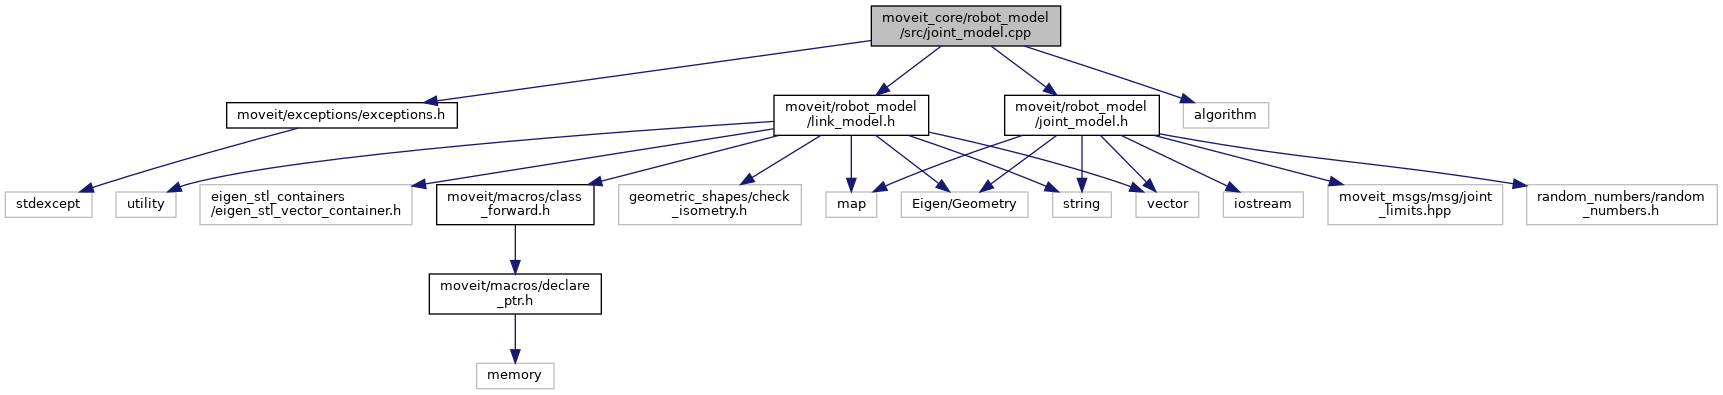 moveit_core/robot_model
/src/joint_model.cpp
moveit/exceptions/exceptions.h
moveit/robot_model
/link_model.h
moveit/robot_model
/joint_model.h
algorithm
stdexcept
utility
eigen_stl_containers
/eigen_stl_vector_container.h
moveit/macros/class
_forward.h
geometric_shapes/check
_isometry.h
map
Eigen/Geometry
string
vector
iostream
moveit_msgs/msg/joint
_limits.hpp
random_numbers/random
_numbers.h
moveit/macros/declare
_ptr.h
memory